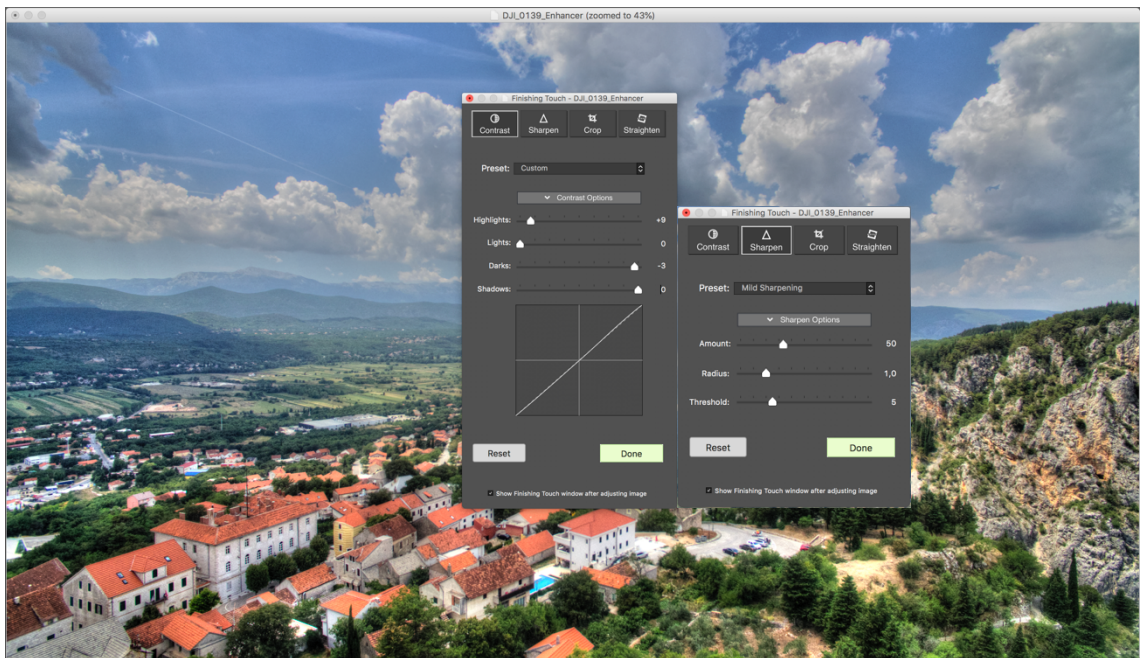 DJI_0139_Enhancer (zoomed to 43%)
Finishing Touch - DJI_0139_Enhancer
Contrast Sharpen Crop Straighten
Preset: Custom
Contrast Options
Highlights: +9
Lights: 0
Darks: -3
Shadows: 0
Reset Done
Show Finishing Touch window after adjusting image
Finishing Touch - DJI_0139_Enhancer
Contrast Sharpen Crop Straighten
Preset: Mild Sharpening
Sharpen Options
Amount: 50
Radius: 1,0
Threshold: 5
Reset Done
Show Finishing Touch window after adjusting image